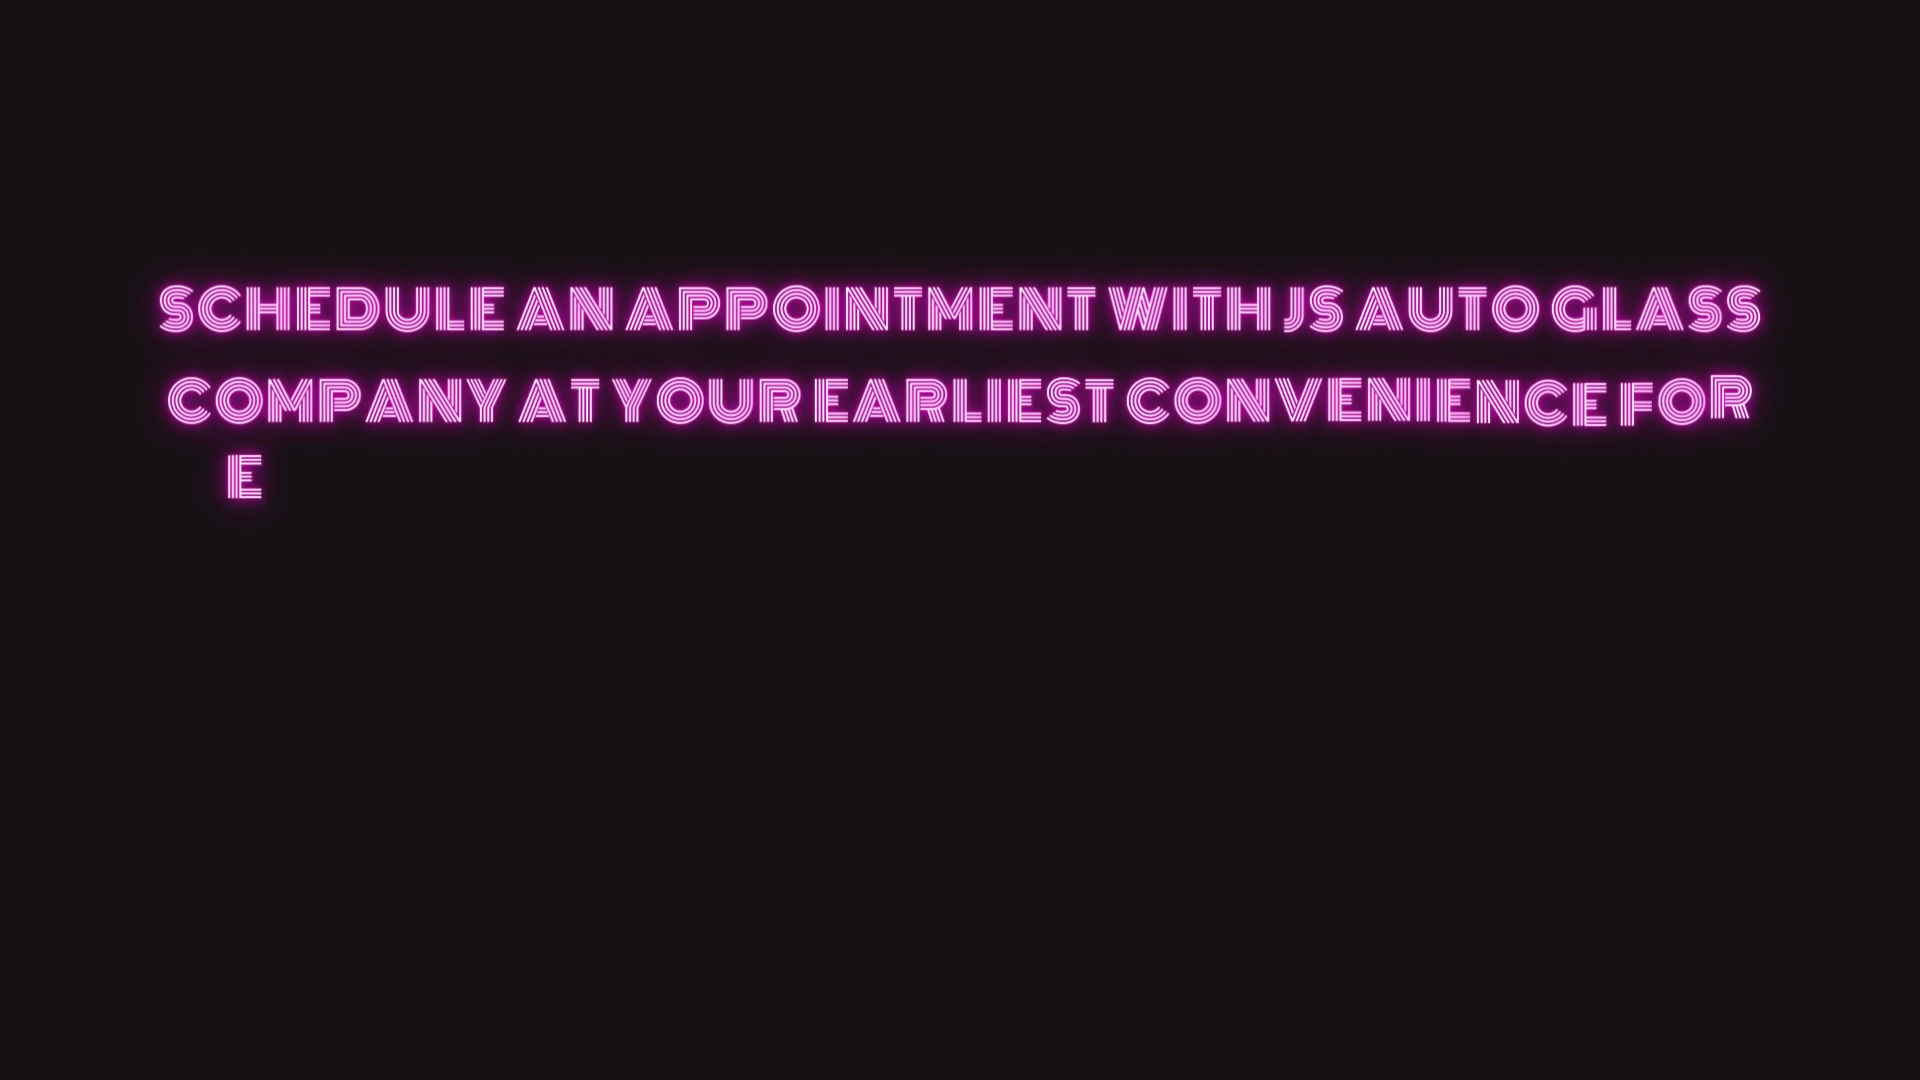 SCHEDULE AN APPOINTMENT WITH JS AUTO GLASS
COMPANY AT YOUR EARLIEST CONVENIENCE FOR
E